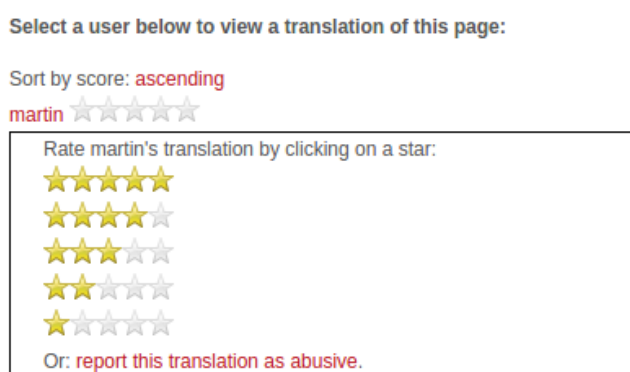 Select a user below to view a translation of this page:
Sort by score: ascending
martin
Rate martin's translation by clicking on a star:
Or: report this translation as abusive.